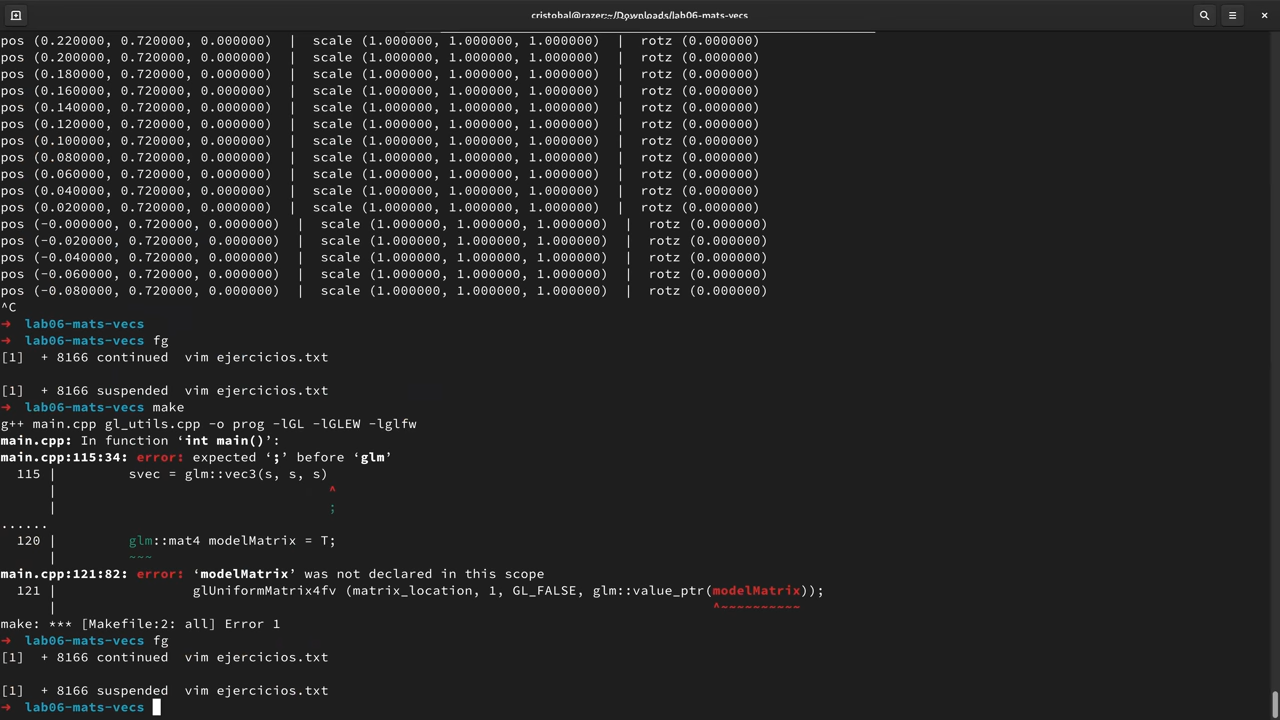 cristobal@razer:~/Downloads/lab06-mats-vecs
pos (0.220000, 0.720000, 0.000000)  |  scale (1.000000, 1.000000, 1.000000)  |  rotz (0.000000)
pos (0.200000, 0.720000, 0.000000)  |  scale (1.000000, 1.000000, 1.000000)  |  rotz (0.000000)
pos (0.180000, 0.720000, 0.000000)  |  scale (1.000000, 1.000000, 1.000000)  |  rotz (0.000000)
pos (0.160000, 0.720000, 0.000000)  |  scale (1.000000, 1.000000, 1.000000)  |  rotz (0.000000)
pos (0.140000, 0.720000, 0.000000)  |  scale (1.000000, 1.000000, 1.000000)  |  rotz (0.000000)
pos (0.120000, 0.720000, 0.000000)  |  scale (1.000000, 1.000000, 1.000000)  |  rotz (0.000000)
pos (0.100000, 0.720000, 0.000000)  |  scale (1.000000, 1.000000, 1.000000)  |  rotz (0.000000)
pos (0.080000, 0.720000, 0.000000)  |  scale (1.000000, 1.000000, 1.000000)  |  rotz (0.000000)
pos (0.060000, 0.720000, 0.000000)  |  scale (1.000000, 1.000000, 1.000000)  |  rotz (0.000000)
pos (0.040000, 0.720000, 0.000000)  |  scale (1.000000, 1.000000, 1.000000)  |  rotz (0.000000)
pos (0.020000, 0.720000, 0.000000)  |  scale (1.000000, 1.000000, 1.000000)  |  rotz (0.000000)
pos (-0.000000, 0.720000, 0.000000)  |  scale (1.000000, 1.000000, 1.000000)  |  rotz (0.000000)
pos (-0.020000, 0.720000, 0.000000)  |  scale (1.000000, 1.000000, 1.000000)  |  rotz (0.000000)
pos (-0.040000, 0.720000, 0.000000)  |  scale (1.000000, 1.000000, 1.000000)  |  rotz (0.000000)
pos (-0.060000, 0.720000, 0.000000)  |  scale (1.000000, 1.000000, 1.000000)  |  rotz (0.000000)
pos (-0.080000, 0.720000, 0.000000)  |  scale (1.000000, 1.000000, 1.000000)  |  rotz (0.000000)
^C
➜  lab06-mats-vecs
➜  lab06-mats-vecs fg
[1]  + 8166 continued  vim ejercicios.txt
[1]  + 8166 suspended  vim ejercicios.txt
➜  lab06-mats-vecs make
g++ main.cpp gl_utils.cpp -o prog -lGL -lGLEW -lglfw
main.cpp: In function ‘int main()’:
main.cpp:115:34: error: expected ‘;’ before ‘glm’
  115 |         svec = glm::vec3(s, s, s)
      |                                  ^
      |                                  ;
......
  120 |         glm::mat4 modelMatrix = T;
      |         ~~~
main.cpp:121:82: error: ‘modelMatrix’ was not declared in this scope
  121 |                 glUniformMatrix4fv (matrix_location, 1, GL_FALSE, glm::value_ptr(modelMatrix));
      |                                                                                  ^~~~~~~~~~~
make: *** [Makefile:2: all] Error 1
➜  lab06-mats-vecs fg
[1]  + 8166 continued  vim ejercicios.txt
[1]  + 8166 suspended  vim ejercicios.txt
➜  lab06-mats-vecs